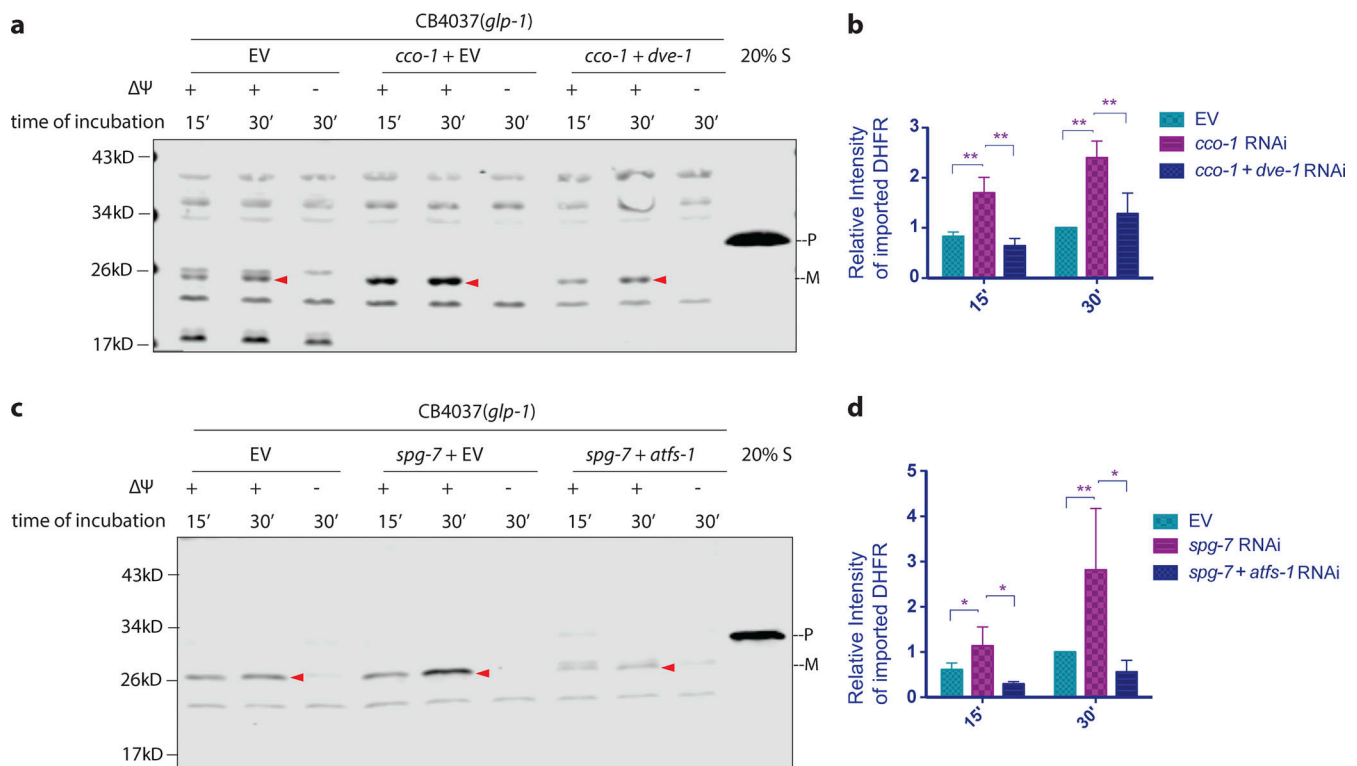 a
CB4037(glp-1)
EV cco-1 + EV cco-1 + dve-1 20% S
ΔΨ + + - + + - + + -
time of incubation 15′ 30′ 30′ 15′ 30′ 30′ 15′ 30′ 30′
43kD
34kD
--P
26kD
--M
17kD
b
Relative Intensity
of imported DHFR
3
2
1
0
** ** ** **
15'
30'
EV
cco-1 RNAi
cco-1 + dve-1 RNAi
c
CB4037(glp-1)
EV spg-7 + EV spg-7 + atfs-1 20% S
ΔΨ + + - + + - + + -
time of incubation 15′ 30′ 30′ 15′ 30′ 30′ 15′ 30′ 30′
43kD
34kD
--P
--M
26kD
17kD
d
Relative Intensity
of imported DHFR
5
4
3
2
1
0
* * ** *
15'
30'
EV
spg-7 RNAi
spg-7 + atfs-1 RNAi